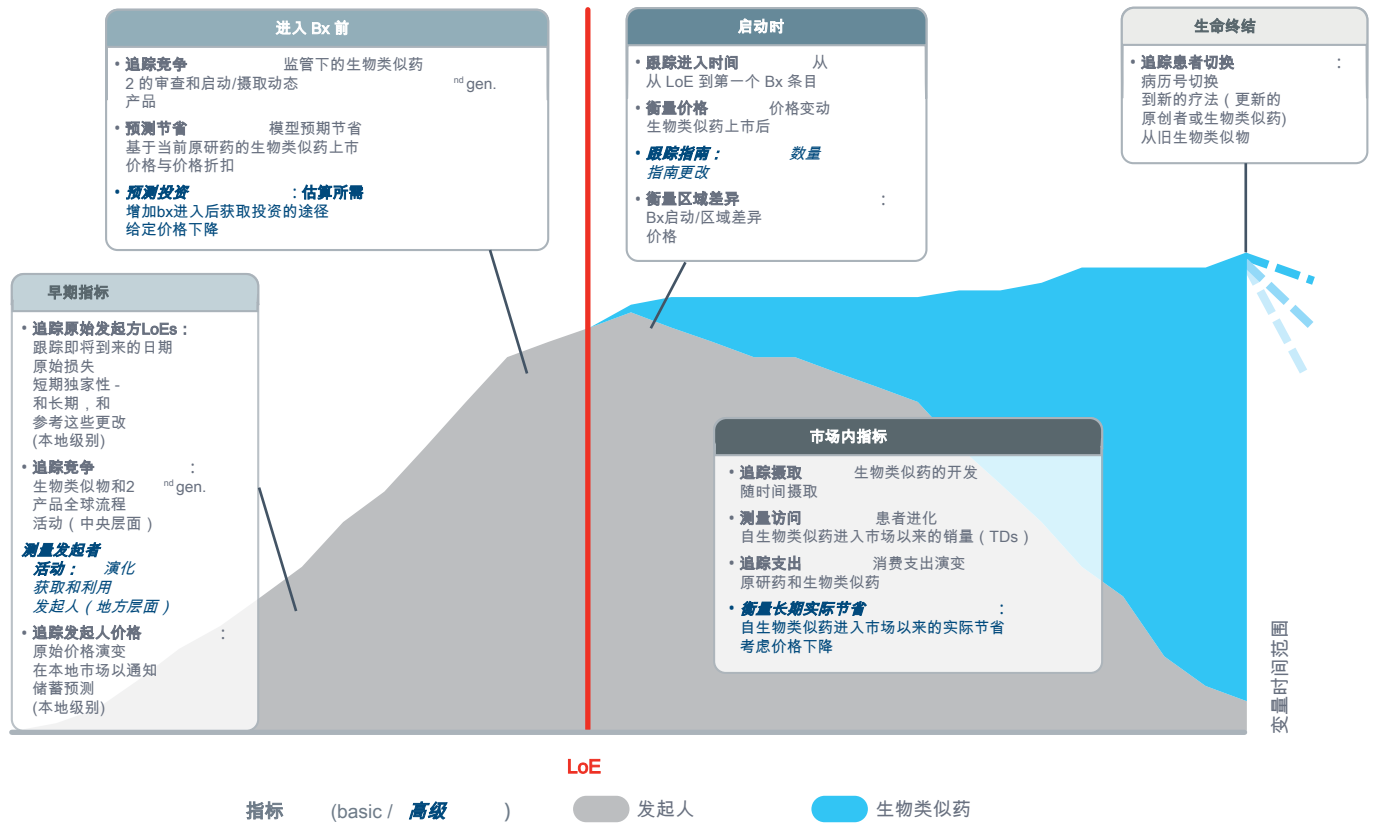 进入 Bx 前
• 追踪竞争 监管下的生物类似药
2 的审查和启动/摄取动态 nd gen.
产品
• 预测节省 模型预期节省
基于当前原研药的生物类似药上市
价格与价格折扣
• 预测投资 : 估算所需
增加bx进入后获取投资的途径
给定价格下降
启动时
• 跟踪进入时间 从
从 LoE 到第一个 Bx 条目
• 衡量价格 价格变动
生物类似药上市后
• 跟踪指南： 数量
指南更改
• 衡量区域差异 :
Bx启动/区域差异
价格
生命终结
• 追踪患者切换 :
病历号切换
到新的疗法（更新的
原创者或生物类似药)
从旧生物类似物
早期指标
• 追踪原始发起方LoEs：
跟踪即将到来的日期
原始损失
短期独家性 -
和长期，和
参考这些更改
(本地级别)
• 追踪竞争 :
生物类似物和2 nd gen.
产品全球流程
活动（中央层面）
测量发起者
活动： 演化
获取和利用
发起人（地方层面）
• 追踪发起人价格 :
原始价格演变
在本地市场以通知
储蓄预测
(本地级别)
市场内指标
• 追踪摄取 生物类似药的开发
随时间摄取
• 测量访问 患者进化
自生物类似药进入市场以来的销量（TDs）
• 追踪支出 消费支出演变
原研药和生物类似药
• 衡量长期实际节省 :
自生物类似药进入市场以来的实际节省
考虑价格下降
变量时间范围
LoE
指标 (basic / 高级 )
发起人
生物类似药